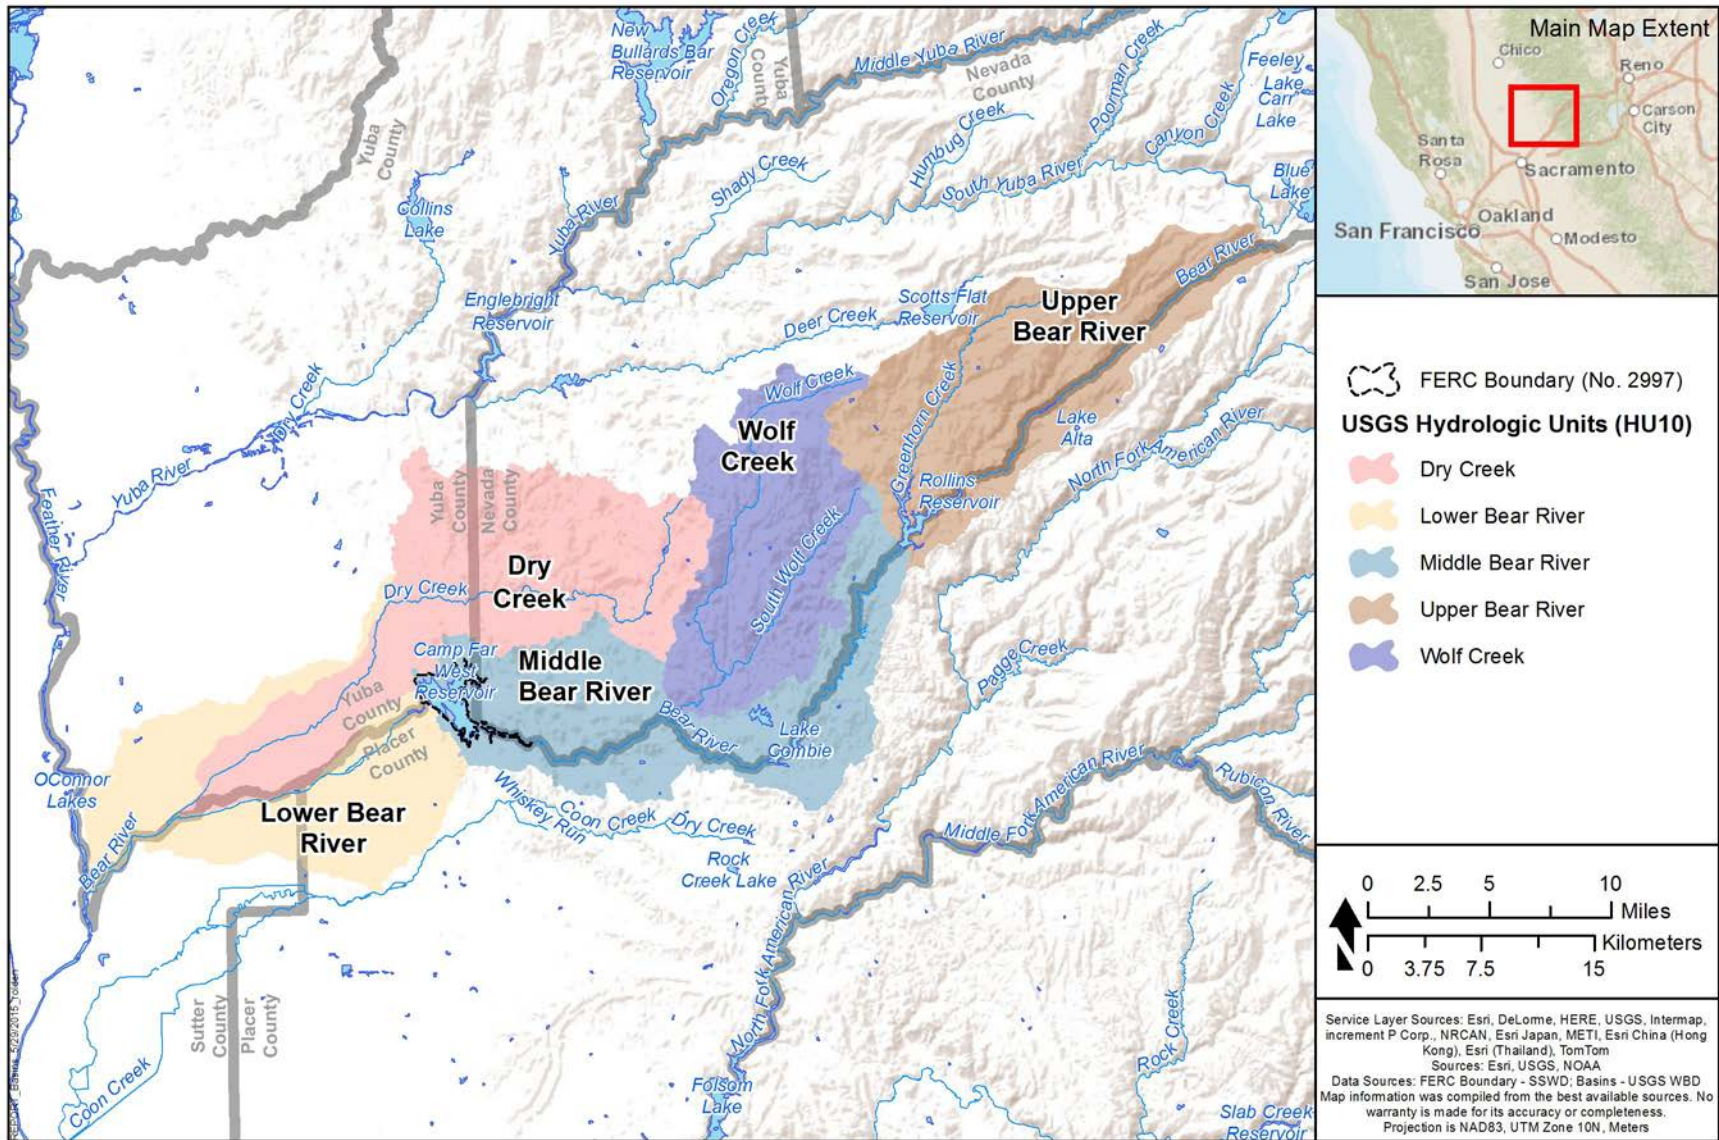 New
Bullards Bar
Reservoir
Oregon Creek
Yuba
County
Middle Yuba River
Nevada
County
Poorman Creek
Feeley
Lake
Carr
Lake
Canyon Creek
Humbug Creek
Yuba
County
Shady Creek
South Yuba River
Blue
Lake
Collins
Lake
Yuba River
Bear River
Englebright
Reservoir
Scotts Flat
Reservoir
Deer Creek
Upper
Bear River
Wolf Creek
Greenhorn Creek
Dry Creek
Lake
Alta
Wolf
Creek
North Fork American River
Yuba River
Rollins
Reservoir
Feather River
Yuba
County
Nevada
County
South Wolf Creek
Dry
Creek
Dry Creek
Camp Far
West
Reservoir
Middle
Bear River
Pagge Creek
Yuba
County
Placer
County
Bear River
Lake
Combie
OConnor
Lakes
Bear River
Lower Bear
River
Whiskey Run
Coon Creek
Dry Creek
Middle Fork American River
Rubicon River
Rock
Creek Lake
North Fork American River
Sutter
County
Placer
County
Coon Creek
Rock Creek
Folsom
Lake
Slab Creek
Reservoir
Main Map Extent
Chico
Reno
Carson
City
Santa
Rosa
Sacramento
Oakland
San Francisco
Modesto
San Jose
FERC Boundary (No. 2997)
USGS Hydrologic Units (HU10)
Dry Creek
Lower Bear River
Middle Bear River
Upper Bear River
Wolf Creek
0 2.5 5 10
Miles
Kilometers
0 3.75 7.5 15
Service Layer Sources: Esri, DeLorme, HERE, USGS, Intermap,
increment P Corp., NRCAN, Esri Japan, METI, Esri China (Hong
Kong), Esri (Thailand), TomTom
Sources: Esri, USGS, NOAA
Data Sources: FERC Boundary - SSWD; Basins - USGS WBD
Map information was compiled from the best available sources. No
warranty is made for its accuracy or completeness.
Projection is NAD83, UTM Zone 10N, Meters